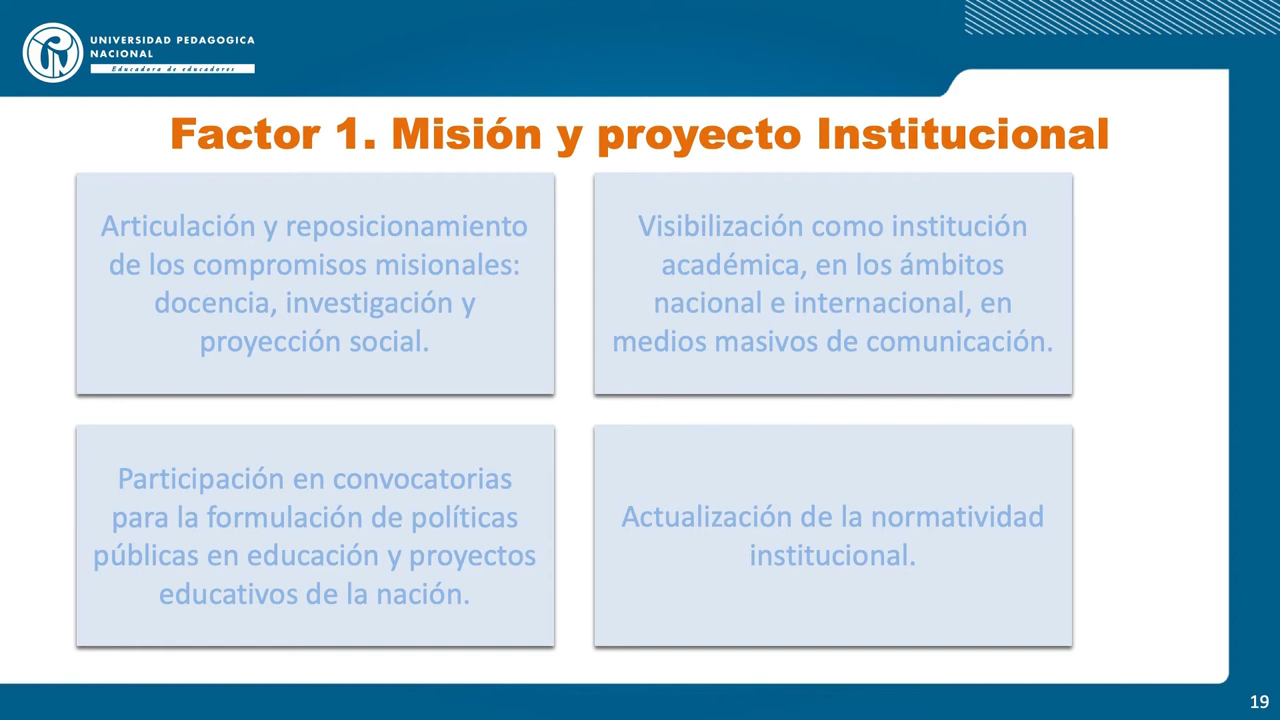 UNIVERSIDAD PEDAGOGICA
NACIONAL
Educadora de educadores
Factor 1. Misión y proyecto Institucional
Articulación y reposicionamiento
de los compromisos misionales:
docencia, investigación y
proyección social.
Visibilización como institución
académica, en los ámbitos
nacional e internacional, en
medios masivos de comunicación.
Participación en convocatorias
para la formulación de políticas
públicas en educación y proyectos
educativos de la nación.
Actualización de la normatividad
institucional.
19